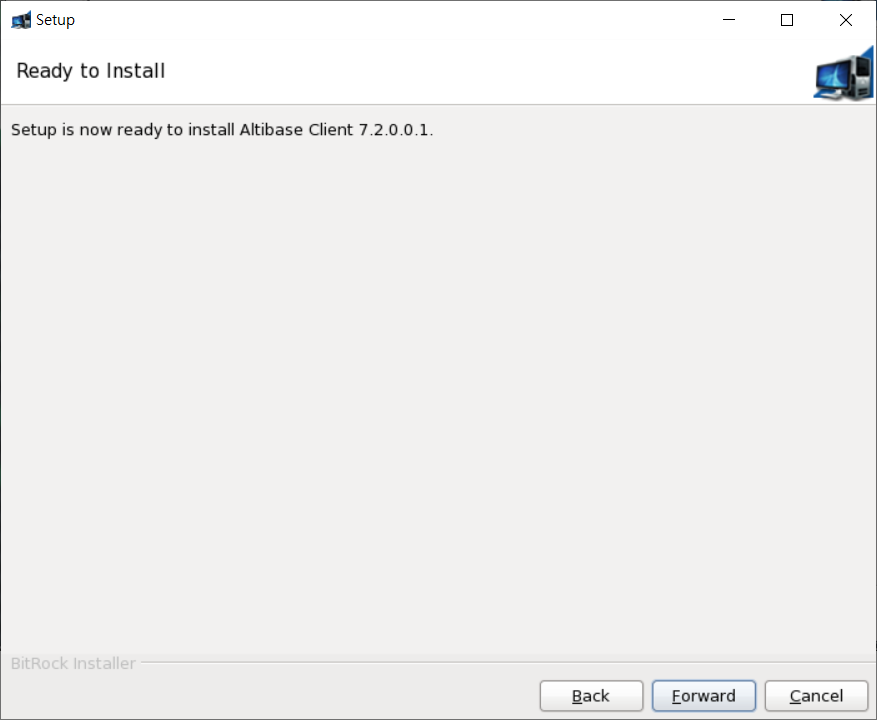 Setup
Ready to Install
Setup is now ready to install Altibase Client 7.2.0.0.1.
BitRock Installer
Back Forward Cancel